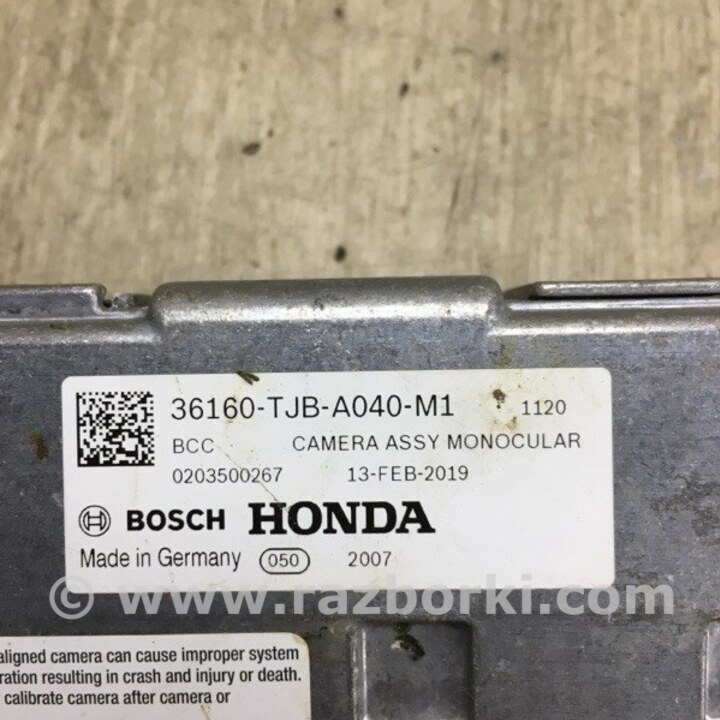 36160-TJB-A040-M1 1120
BCC CAMERA ASSY MONOCULAR
0203500267 13-FEB-2019
BOSCH HONDA
Made in Germany 050 2007
© www.razborki.com
aligned camera can cause improper system
ration resulting in crash and injury or death.
calibrate camera after camera or